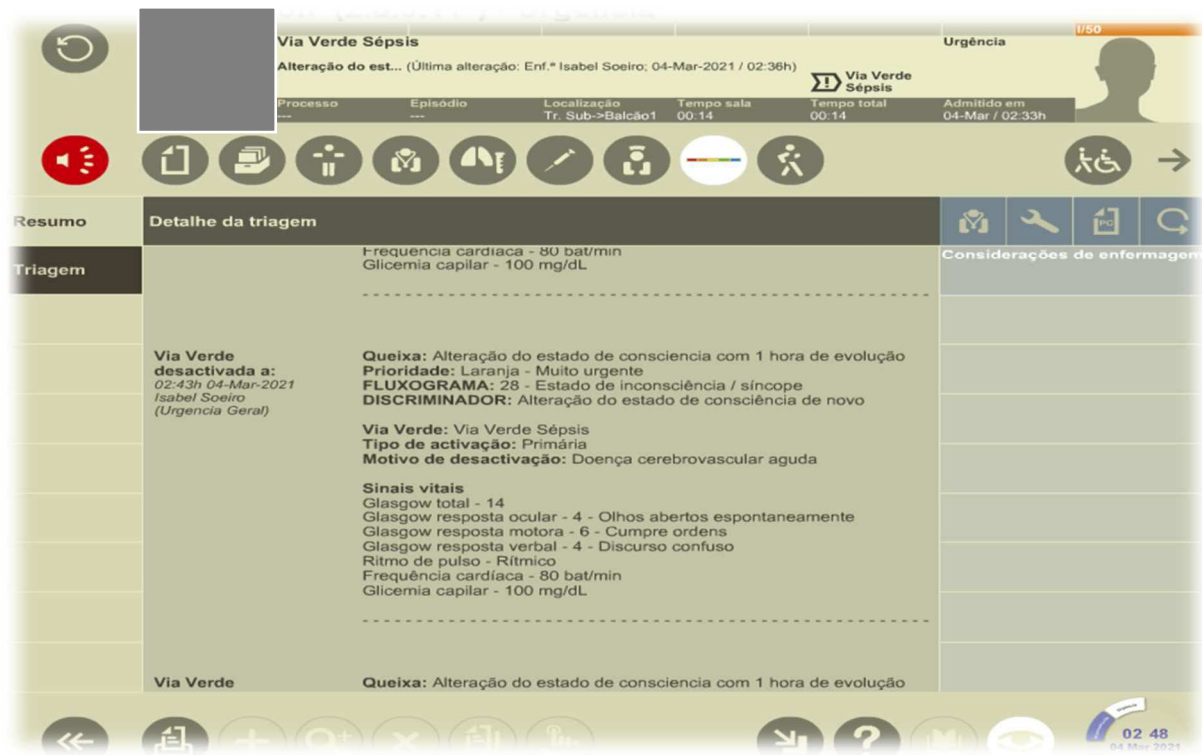 Via Verde Sépsis
Urgência
I/50
Alteração do est... (Última alteração: Enf.ª Isabel Soeiro; 04-Mar-2021 / 02:36h)
Via Verde
Sépsis
Processo Episódio Localização Tempo sala Tempo total Admitido em
--- --- Tr. Sub->Balcão1 00:14 00:14 04-Mar / 02:33h
Resumo
Detalhe da triagem
PC
Triagem
Considerações de enfermagem
Frequência cardíaca - 80 bat/min
Glicemia capilar - 100 mg/dL
Via Verde
desactivada a:
02:43h 04-Mar-2021
Isabel Soeiro
(Urgencia Geral)
Queixa: Alteração do estado de consciencia com 1 hora de evolução
Prioridade: Laranja - Muito urgente
FLUXOGRAMA: 28 - Estado de inconsciência / síncope
DISCRIMINADOR: Alteração do estado de consciência de novo
Via Verde: Via Verde Sépsis
Tipo de activação: Primária
Motivo de desactivação: Doença cerebrovascular aguda
Sinais vitais
Glasgow total - 14
Glasgow resposta ocular - 4 - Olhos abertos espontaneamente
Glasgow resposta motora - 6 - Cumpre ordens
Glasgow resposta verbal - 4 - Discurso confuso
Ritmo de pulso - Rítmico
Frequência cardíaca - 80 bat/min
Glicemia capilar - 100 mg/dL
Via Verde
Queixa: Alteração do estado de consciencia com 1 hora de evolução
02 48
04 Mar 2021